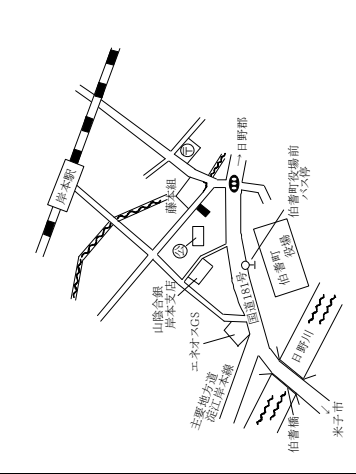 岸本駅
〒
藤本組
→日野郡
伯耆町役場前
バス停
公
山陰合銀
岸本支店
エネオスGS
国道181号
伯耆町
役場
主要地方道
淀江岸本線
日野川
伯耆橋
米子市